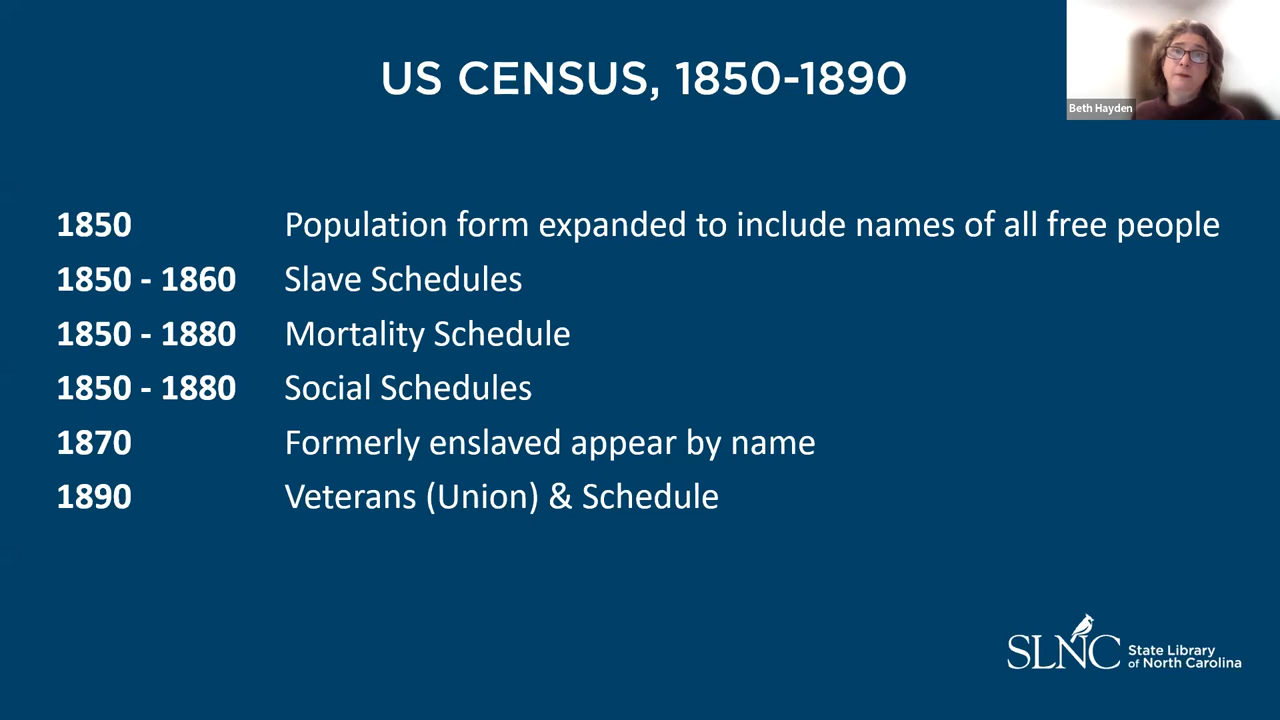 US CENSUS, 1850-1890
Beth Hayden
1850 Population form expanded to include names of all free people
1850 - 1860 Slave Schedules
1850 - 1880 Mortality Schedule
1850 - 1880 Social Schedules
1870 Formerly enslaved appear by name
1890 Veterans (Union) & Schedule
SLNC State Library
of North Carolina